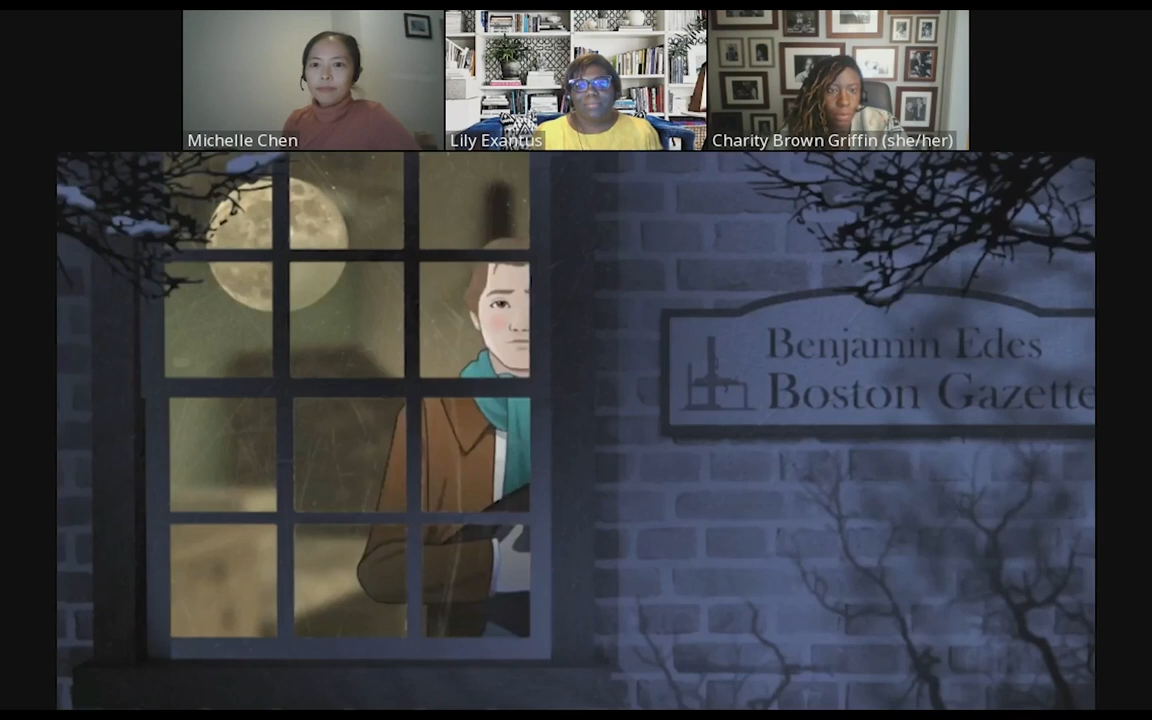 Michelle Chen
Lily Exantus
Charity Brown Griffin (she/her)
Benjamin Edes
Boston Gazette